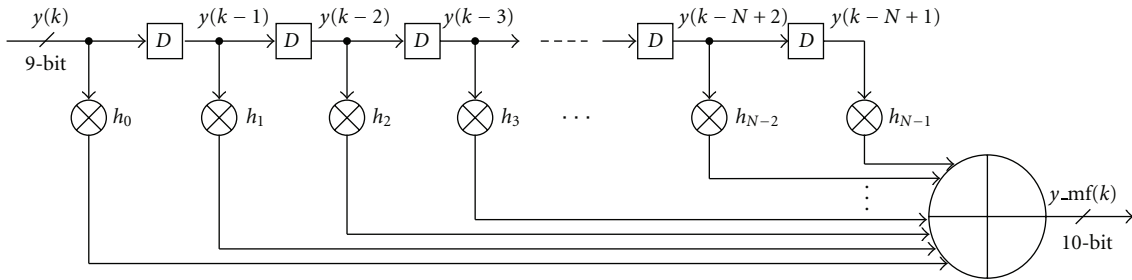 y(k) y(k − 1) y(k − 2) y(k − 3) y(k − N + 2) y(k − N + 1)
D D D D D
9-bit
h0 h1 h2 h3 · · · hN−2 hN−1
y_mf(k)
10-bit